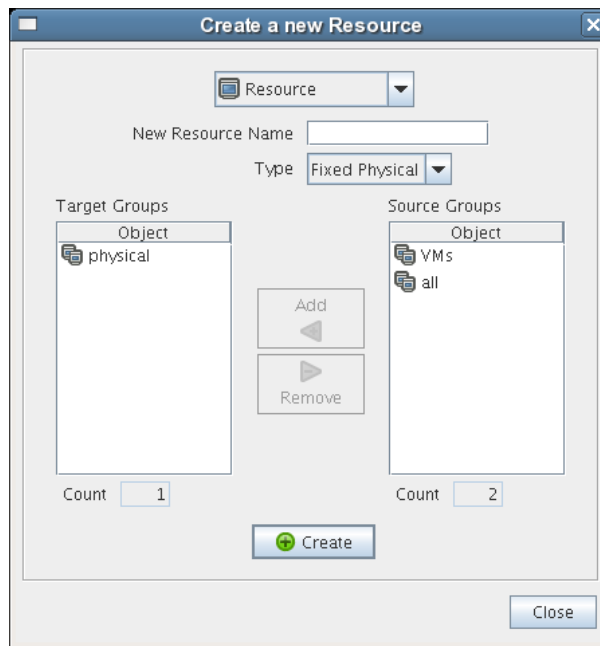 Create a new Resource
Resource
New Resource Name
Type Fixed Physical
Target Groups
Object
physical
Count 1
Add
Remove
Source Groups
Object
VMs
all
Count 2
Create
Close